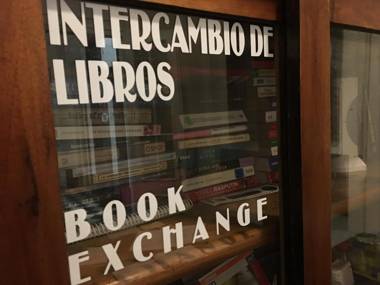 INTERCAMBIO DE
LIBROS
BOOK
EXCHANGE